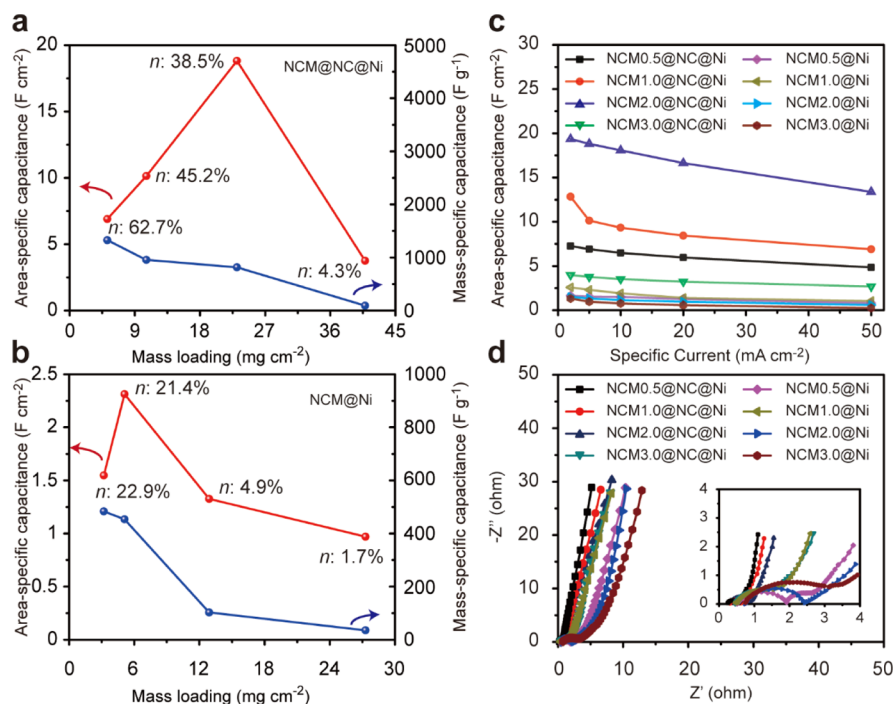 a
NCM@NC@Ni
n: 38.5%
n: 45.2%
n: 62.7%
4.3%
n:
Area-specific capacitance (F cm-2)
20
15
10
5
0
Mass-specific capacitance (F g-1)
5000
4000
3000
2000
1000
0
0 9 18 27 36 45
Mass loading (mg cm-2)
b
NCM@Ni
n: 21.4%
n: 22.9%
n: 4.9%
n: 1.7%
Area-specific capacitance (F cm-2)
2.5
2
1.5
1
0.5
0
Mass-specific capacitance (F g-1)
1000
800
600
400
200
0
0 6 12 18 24 30
Mass loading (mg cm-2)
c
NCM0.5@NC@Ni NCM0.5@Ni
NCM1.0@NC@Ni NCM1.0@Ni
NCM2.0@NC@Ni NCM2.0@Ni
NCM3.0@NC@Ni NCM3.0@Ni
Area-specific capacitance (F cm-2)
30
25
20
15
10
5
0
0 10 20 30 40 50
Specific Current (mA cm-2)
d
NCM0.5@NC@Ni NCM0.5@Ni
NCM1.0@NC@Ni NCM1.0@Ni
NCM2.0@NC@Ni NCM2.0@Ni
NCM3.0@NC@Ni NCM3.0@Ni
-Z'' (ohm)
50
40
30
20
10
0
4
3
2
1
0
0 1 2 3 4
0 10 20 30 40 50
Z' (ohm)